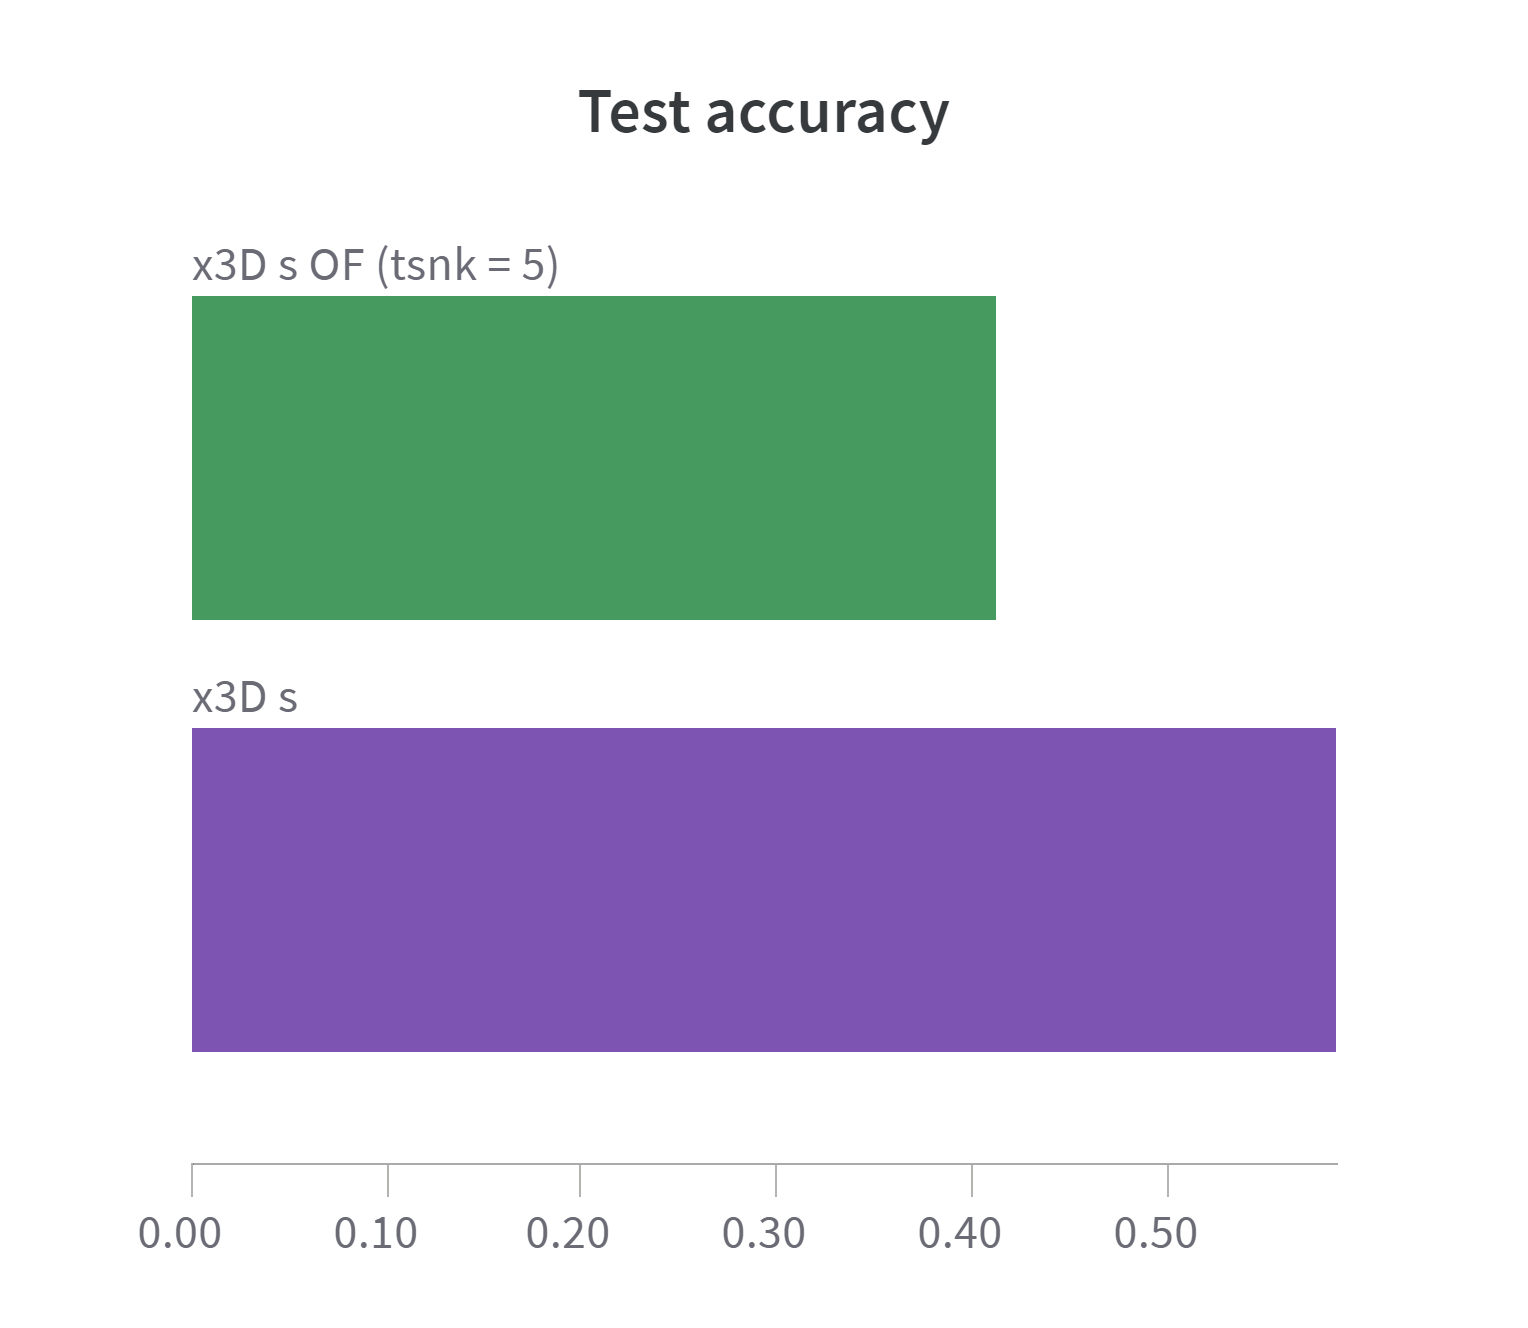 Test accuracy
x3D s OF (tsnk = 5)
x3D s
0.00 0.10 0.20 0.30 0.40 0.50